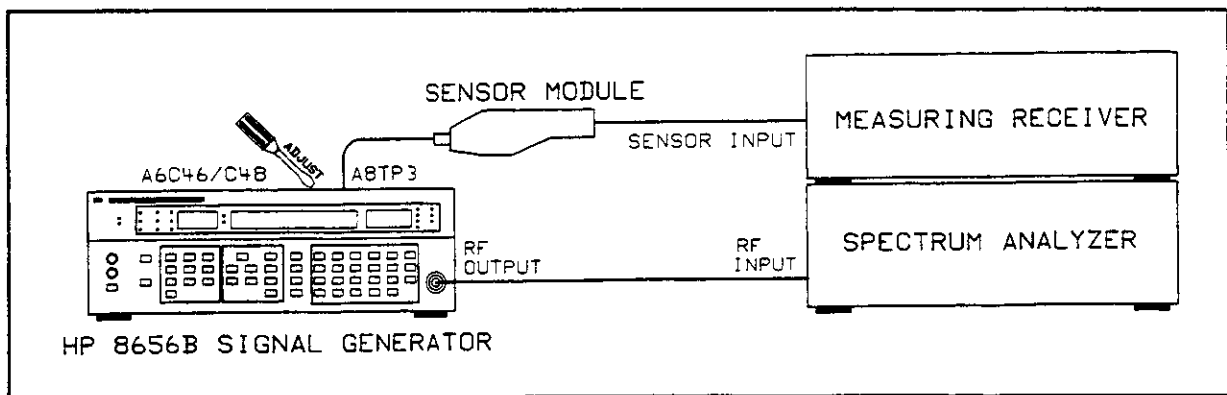 SENSOR MODULE
MEASURING RECEIVER
SENSOR INPUT
ADJUST
A6C46/C48
A8TP3
SPECTRUM ANALYZER
RF
OUTPUT
RF
INPUT
HP 8656B SIGNAL GENERATOR